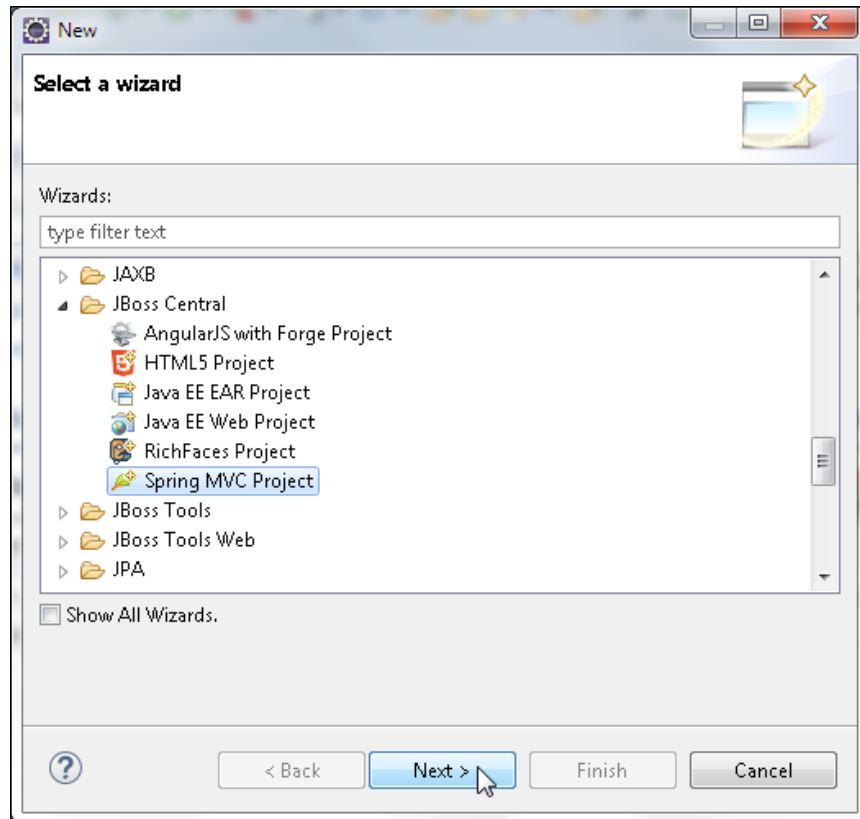 New
Select a wizard
Wizards:
type filter text
JAXB
JBoss Central
AngularJS with Forge Project
HTML5 Project
Java EE EAR Project
Java EE Web Project
RichFaces Project
Spring MVC Project
JBoss Tools
JBoss Tools Web
JPA
Show All Wizards.
< Back Next > Finish Cancel